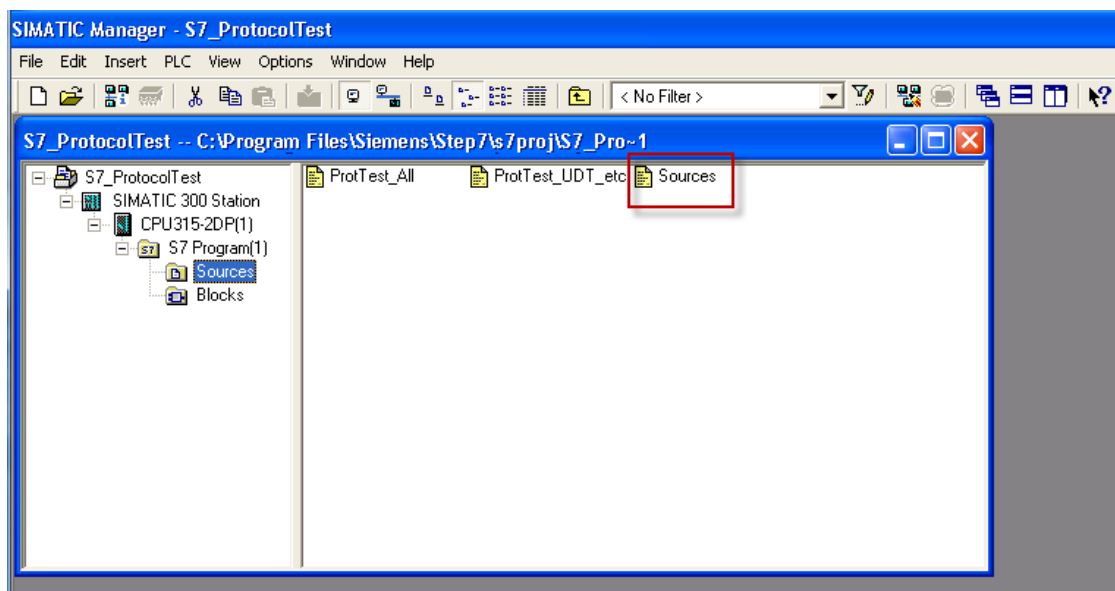 SIMATIC Manager - S7_ProtocolTest
File Edit Insert PLC View Options Window Help
< No Filter >
S7_ProtocolTest -- C:\Program Files\Siemens\Step7\s7proj\S7_Pro~1
S7_ProtocolTest
SIMATIC 300 Station
CPU315-2DP(1)
S7 Program(1)
Sources
Blocks
ProtTest_All ProtTest_UDT_etc Sources